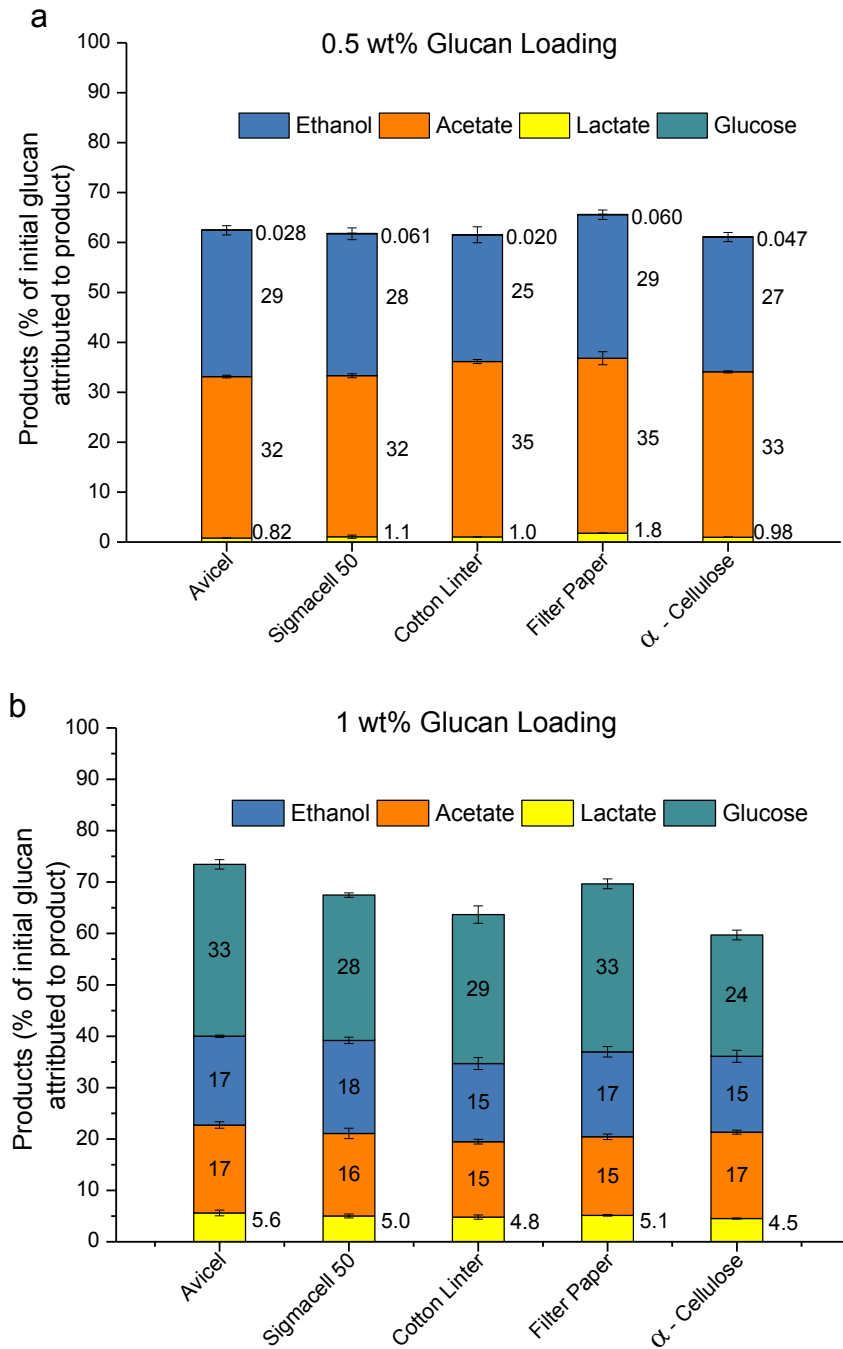 a
0.5 wt% Glucan Loading
Ethanol Acetate Lactate Glucose
Products (% of initial glucan
attritbuted to product)
100
90
80
70
60
50
40
30
20
10
0
0.028 0.061 0.020 0.060 0.047
29 28 25 29 27
32 32 35 35 33
0.82 1.1 1.0 1.8 0.98
Avicel
Sigmacell 50
Cotton Linter
Filter Paper
α - Cellulose
b
1 wt% Glucan Loading
Ethanol Acetate Lactate Glucose
Products (% of initial glucan
attritbuted to product)
100
90
80
70
60
50
40
30
20
10
0
33 28 29 33 24
17 18 15 17 15
17 16 15 15 17
5.6 5.0 4.8 5.1 4.5
Avicel
Sigmacell 50
Cotton Linter
Filter Paper
α - Cellulose